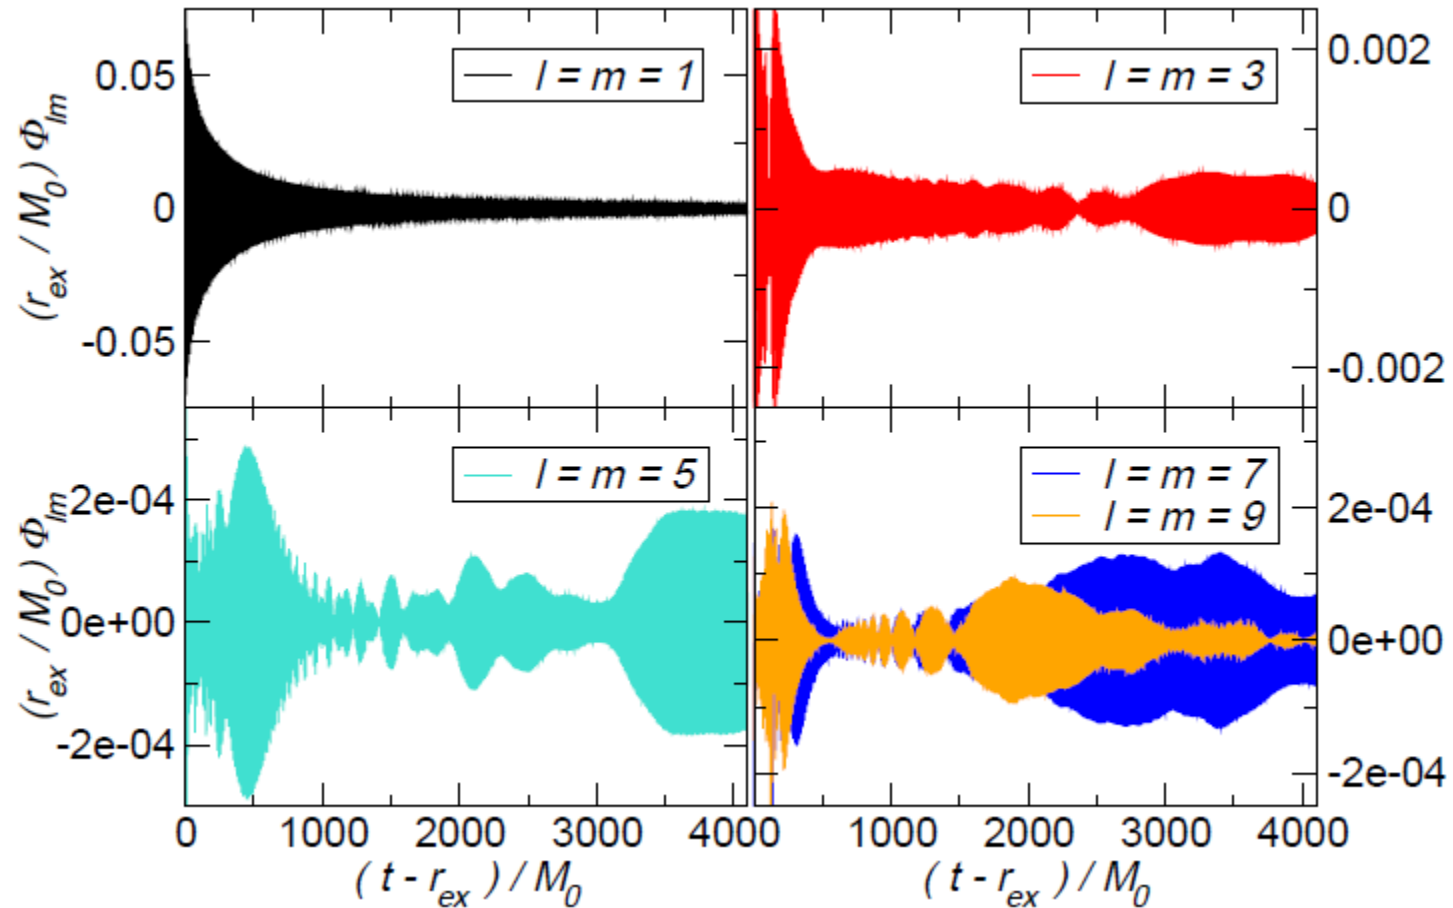 0.05
0
-0.05
(r_ex / M_0) Φ_lm
l = m = 1
l = m = 3
0.002
0
-0.002
2e-04
0e+00
-2e-04
(r_ex / M_0) Φ_lm
l = m = 5
l = m = 7
l = m = 9
2e-04
0e+00
-2e-04
0 1000 2000 3000 4000
0 1000 2000 3000 4000
( t - r_ex ) / M_0
( t - r_ex ) / M_0